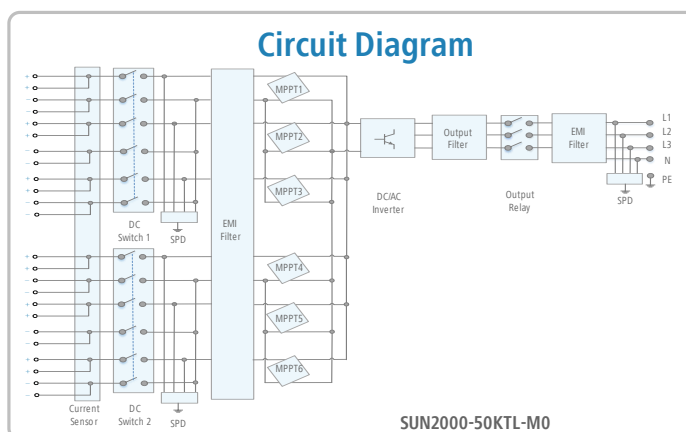 Circuit Diagram
+
+
−
−
+
+
−
−
+
+
−
−
DC
Switch 1
SPD
EMI
Filter
MPPT1
MPPT2
MPPT3
MPPT4
MPPT5
MPPT6
DC/AC
Inverter
Output
Filter
Output
Relay
EMI
Filter
SPD
L1
L2
L3
N
PE
+
+
−
−
+
+
−
−
+
+
−
−
Current
Sensor
DC
Switch 2
SPD
SUN2000-50KTL-M0